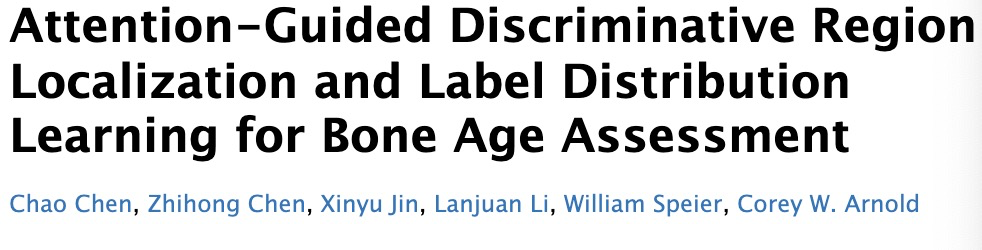 Attention-Guided Discriminative Region
Localization and Label Distribution
Learning for Bone Age Assessment
Chao Chen, Zhihong Chen, Xinyu Jin, Lanjuan Li, William Speier, Corey W. Arnold